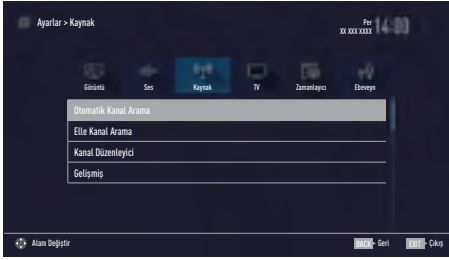 Ayarlar > Kaynak
Per
XX XXX XXXX
14:00
Görüntü Ses Kaynak TV Zamanlayıcı Ebeveyn
Otomatik Kanal Arama
Elle Kanal Arama
Kanal Düzenleyici
Gelişmiş
Alanı Değiştir
BACK - Geri EXIT - Çıkış